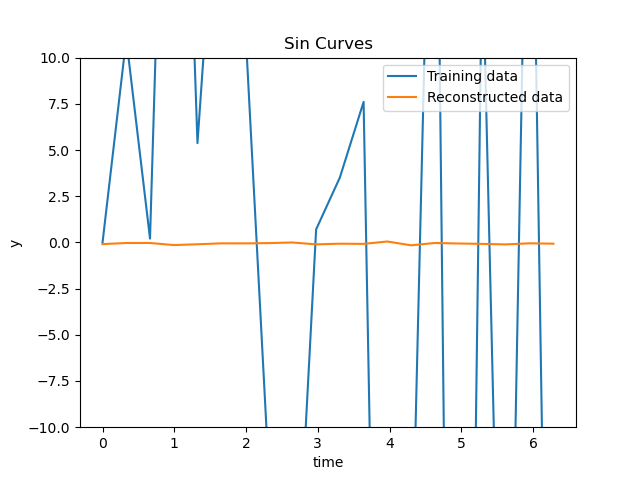 Sin Curves
Training data
Reconstructed data
10.0
7.5
5.0
2.5
0.0
−2.5
−5.0
−7.5
−10.0
y
0 1 2 3 4 5 6
time